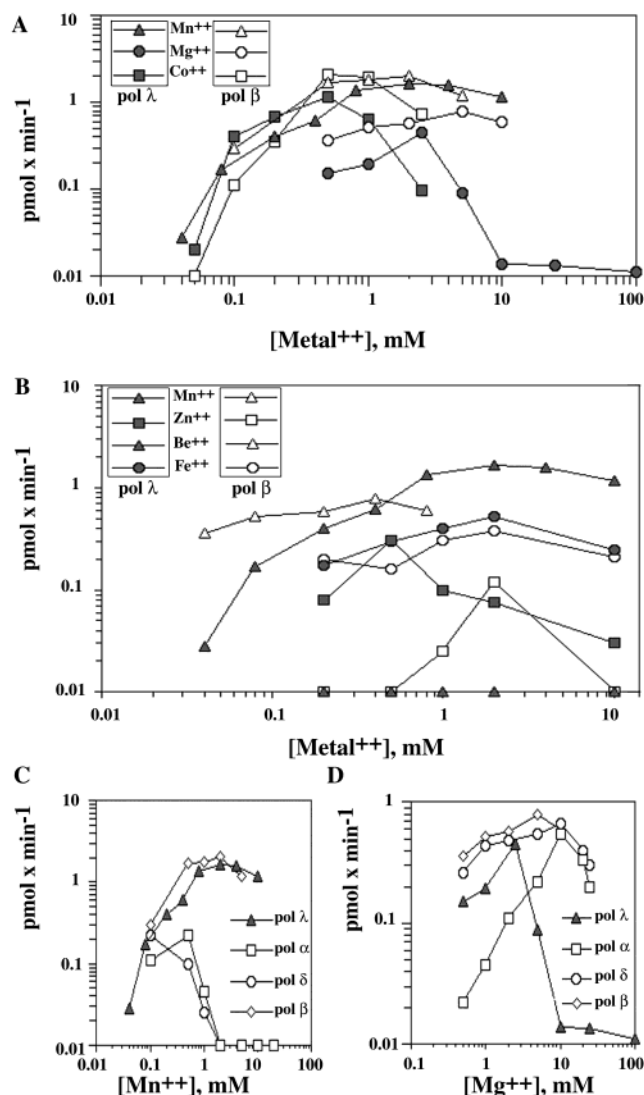 A
Mn++
Mg++
Co++
pol λ pol β
10
1
0.1
0.01
pmol x min-1
0.01 0.1 1 10 100
[Metal++], mM
B
Mn++
Zn++
Be++
Fe++
pol λ pol β
10
1
0.1
0.01
pmol x min-1
0.01 0.1 1 10
[Metal++], mM
C
10
1
0.1
0.01
pmol x min-1
pol λ
pol α
pol δ
pol β
0.01 0.1 1 10 100
[Mn++], mM
D
1
0.1
0.01
pmol x min-1
pol λ
pol α
pol δ
pol β
0.1 1 10 100
[Mg++], mM